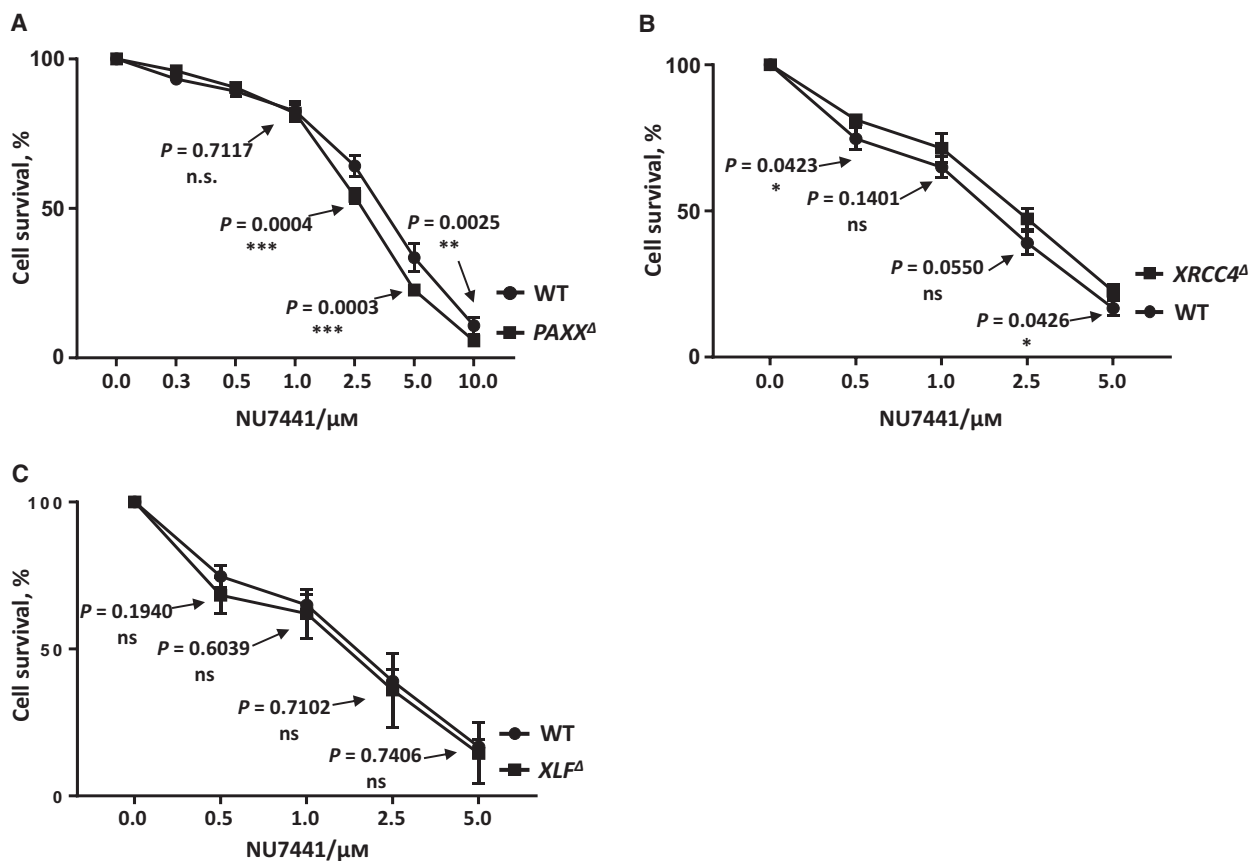 A
100
50
0
Cell survival, %
P = 0.7117
n.s.
P = 0.0004
***
P = 0.0003
***
P = 0.0025
**
WT
PAXXΔ
0.0 0.3 0.5 1.0 2.5 5.0 10.0
NU7441/μM
B
100
50
0
Cell survival, %
P = 0.0423
*
P = 0.1401
ns
P = 0.0550
ns
P = 0.0426
*
XRCC4Δ
WT
0.0 0.5 1.0 2.5 5.0
NU7441/μM
C
100
50
0
Cell survival, %
P = 0.1940
ns
P = 0.6039
ns
P = 0.7102
ns
P = 0.7406
ns
WT
XLFΔ
0.0 0.5 1.0 2.5 5.0
NU7441/μM